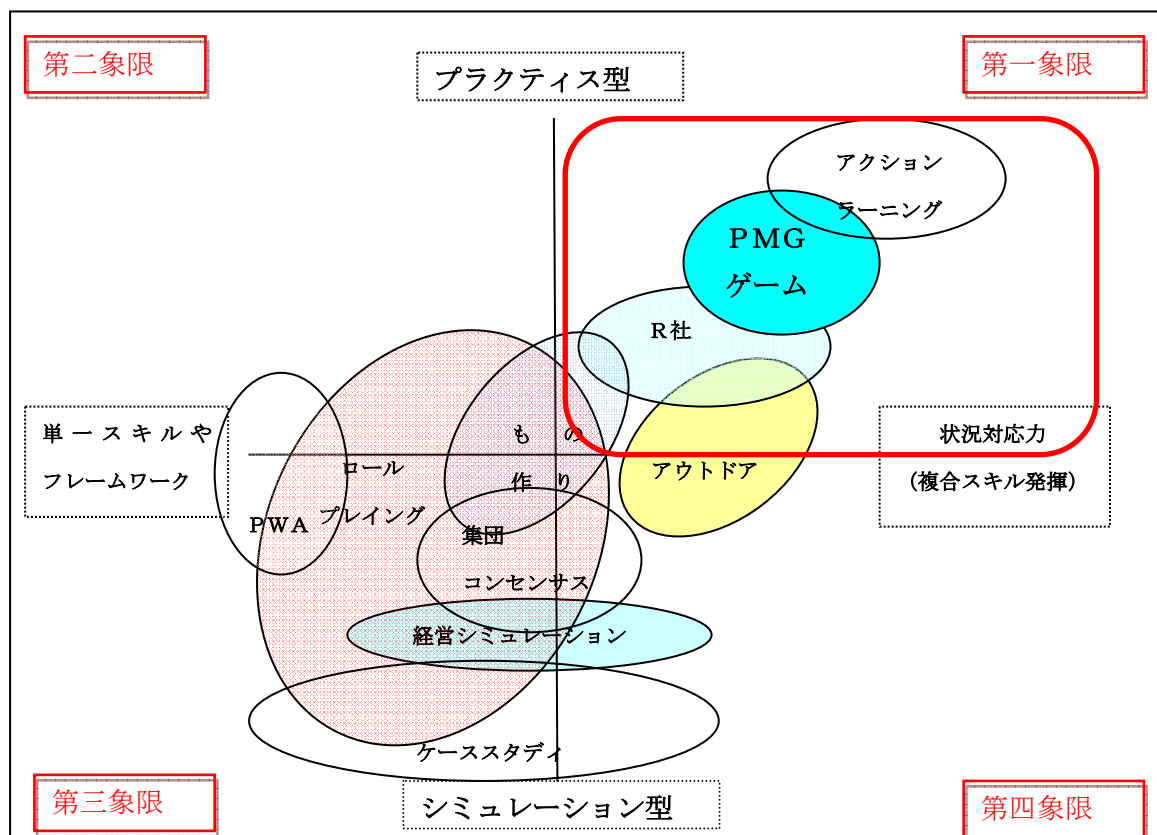 第二象限
プラクティス型
第一象限
アクション
ラーニング
ＰＭＧ
ゲーム
Ｒ社
単一スキルや
フレームワーク
もの
作り
状況対応力
(複合スキル発揮)
ロール
プレイング
ＰＷＡ
アウトドア
集団
コンセンサス
経営シミュレーション
ケーススタディ
第三象限
シミュレーション型
第四象限